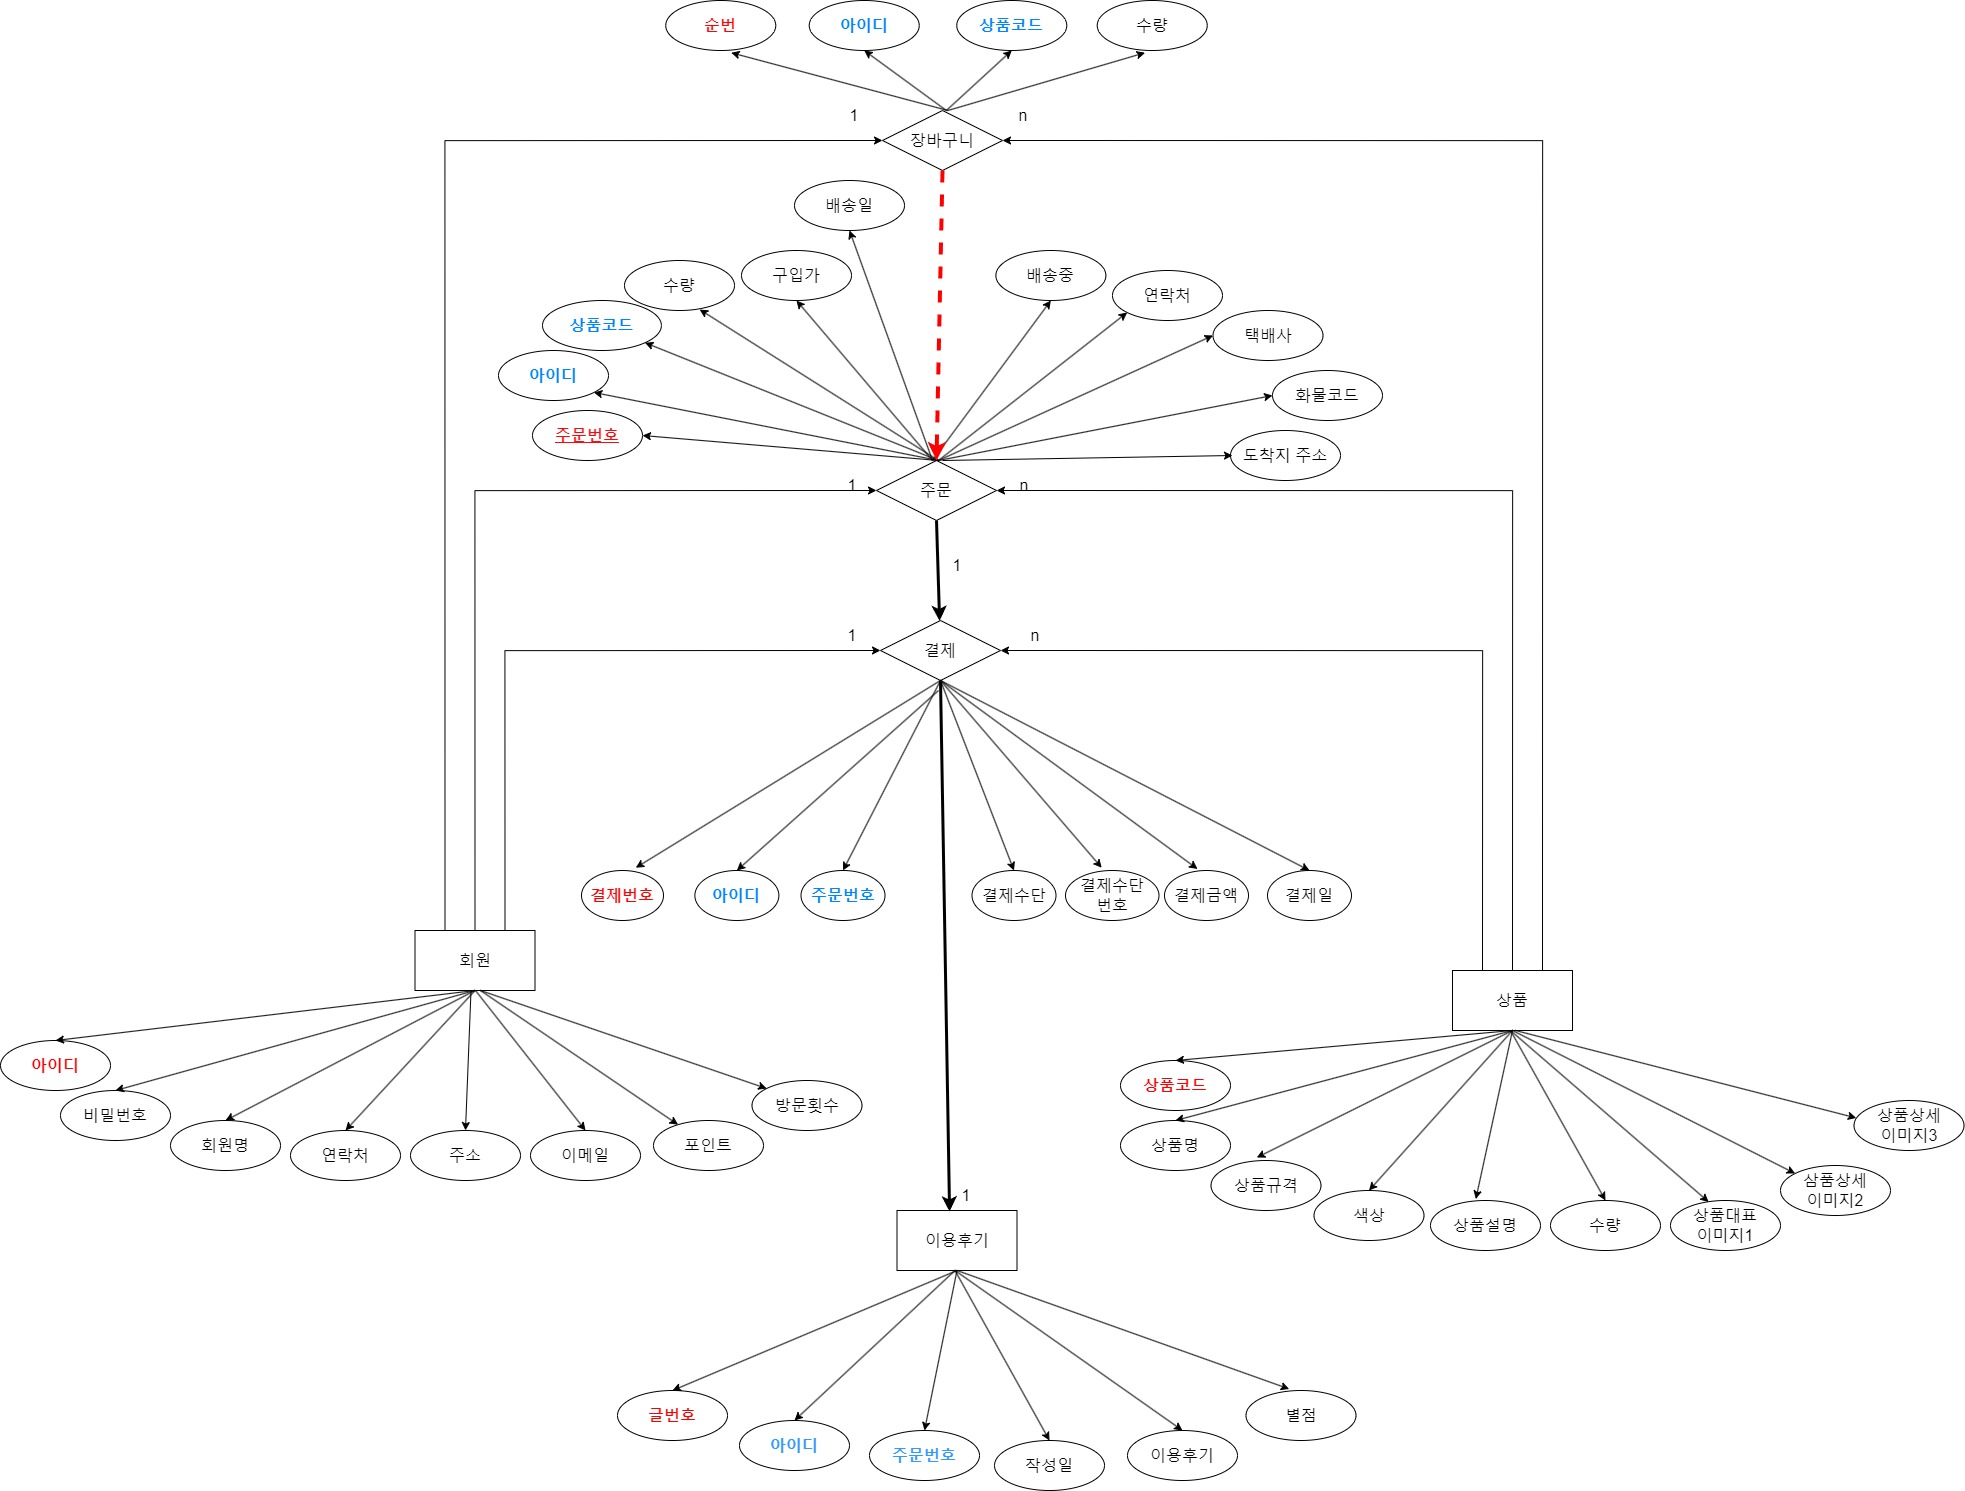 순번
아이디
상품코드
수량
1
n
장바구니
배송일
수량
구입가
배송중
연락처
상품코드
택배사
아이디
화물코드
주문번호
도착지 주소
1
주문
n
1
1
결제
n
결제번호
아이디
주문번호
결제수단
결제수단
번호
결제금액
결제일
회원
상품
아이디
비밀번호
회원명
연락처
주소
이메일
포인트
방문횟수
상품코드
상품명
상품규격
색상
상품설명
수량
상품대표
이미지1
삼품상세
이미지2
상품상세
이미지3
1
이용후기
글번호
아이디
주문번호
작성일
이용후기
별점